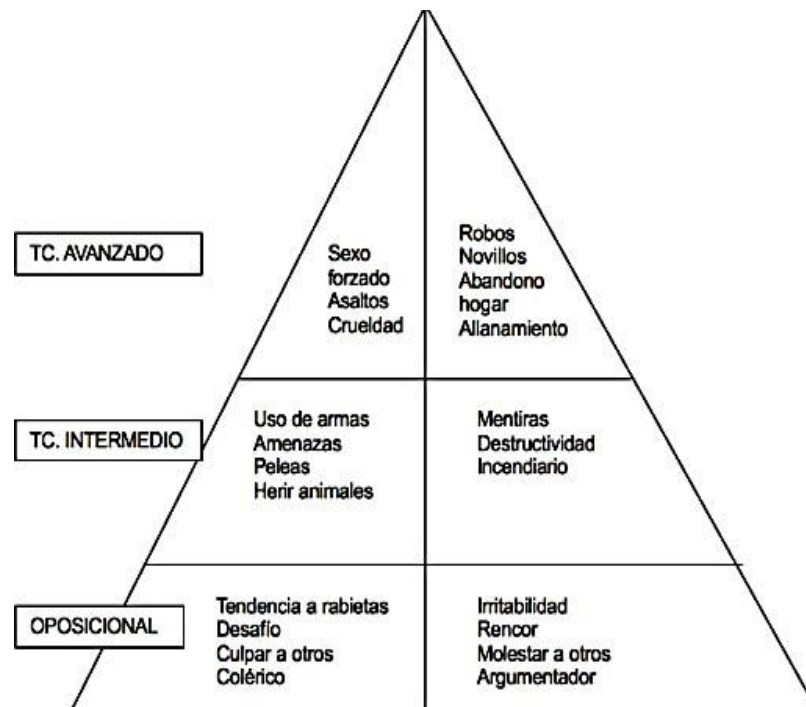 TC. AVANZADO
Sexo
forzado
Asaltos
Crueldad
Robos
Novillos
Abandono
hogar
Allanamiento
TC. INTERMEDIO
Uso de armas
Amenazas
Peleas
Herir animales
Mentiras
Destructividad
Incendiario
OPOSICIONAL
Tendencia a rabietas
Desafío
Culpar a otros
Colérico
Irritabilidad
Rencor
Molestar a otros
Argumentador